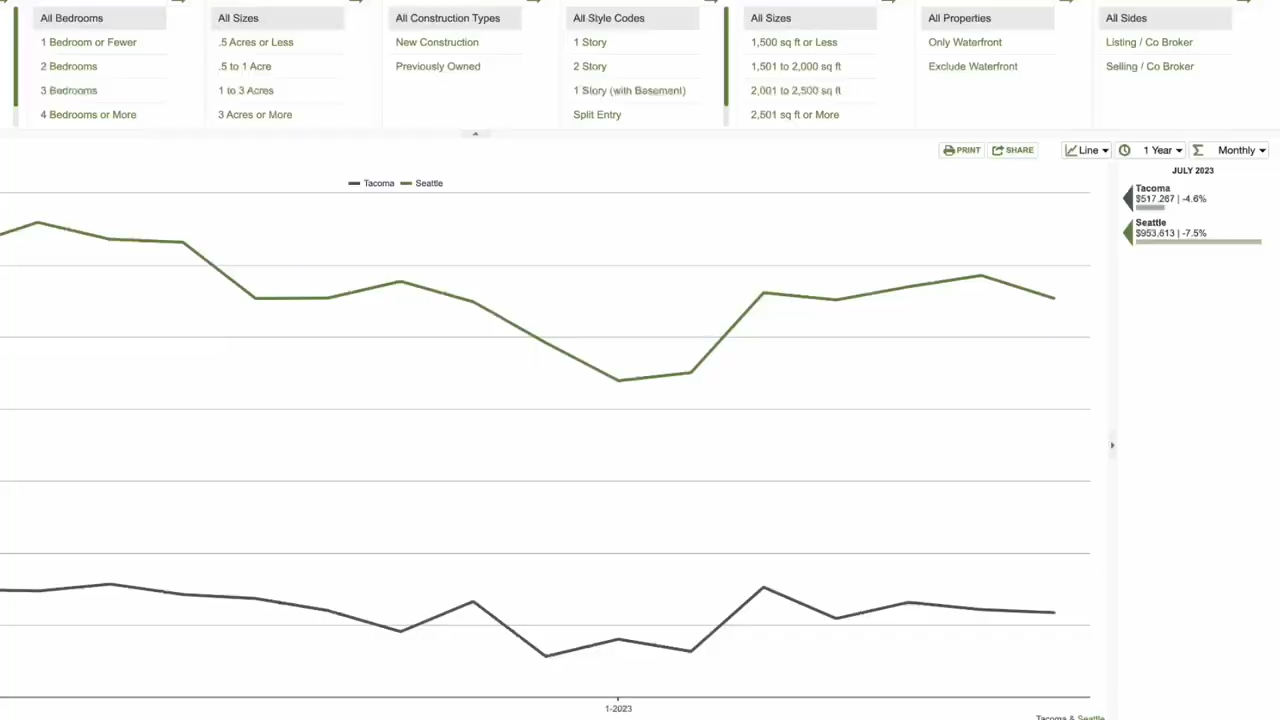 All Bedrooms
1 Bedroom or Fewer
2 Bedrooms
3 Bedrooms
4 Bedrooms or More
All Sizes
.5 Acres or Less
.5 to 1 Acre
1 to 3 Acres
3 Acres or More
All Construction Types
New Construction
Previously Owned
All Style Codes
1 Story
2 Story
1 Story (with Basement)
Split Entry
All Sizes
1,500 sq ft or Less
1,501 to 2,000 sq ft
2,001 to 2,500 sq ft
2,501 sq ft or More
All Properties
Only Waterfront
Exclude Waterfront
All Sides
Listing / Co Broker
Selling / Co Broker
PRINT
SHARE
Line
1 Year
Monthly
Tacoma
Seattle
JULY 2023
Tacoma
$517,267 | -4.6%
Seattle
$953,613 | -7.5%
1-2023
Tacoma & Seattle